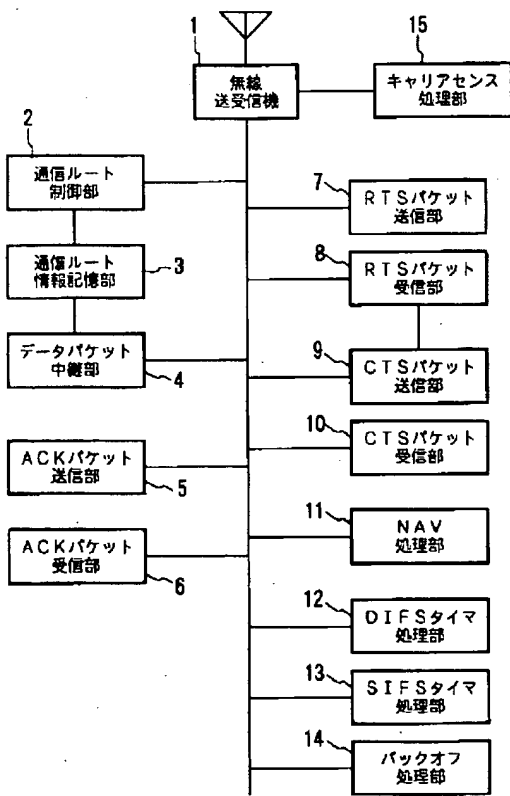 1
無線
送受信機
15
キャリアセンス
処理部
2
通信ルート
制御部
通信ルート
情報記憶部
3
データパケット
中継部
4
ACKパケット
送信部
5
ACKパケット
受信部
6
7
RTSパケット
送信部
8
RTSパケット
受信部
9
CTSパケット
送信部
10
CTSパケット
受信部
11
NAV
処理部
12
DIFSタイマ
処理部
13
SIFSタイマ
処理部
14
バックオフ
処理部